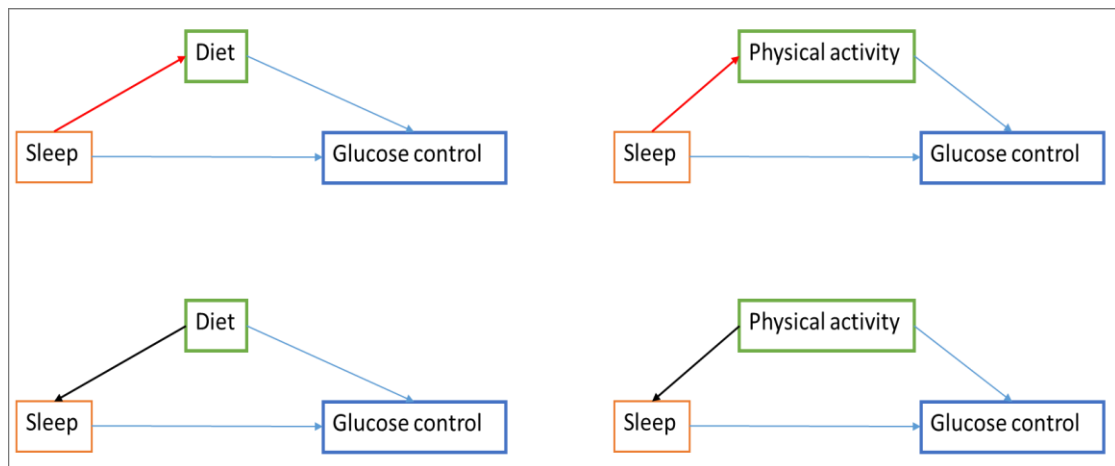 Diet
Physical activity
Sleep
Glucose control
Sleep
Glucose control
Diet
Physical activity
Sleep
Glucose control
Sleep
Glucose control